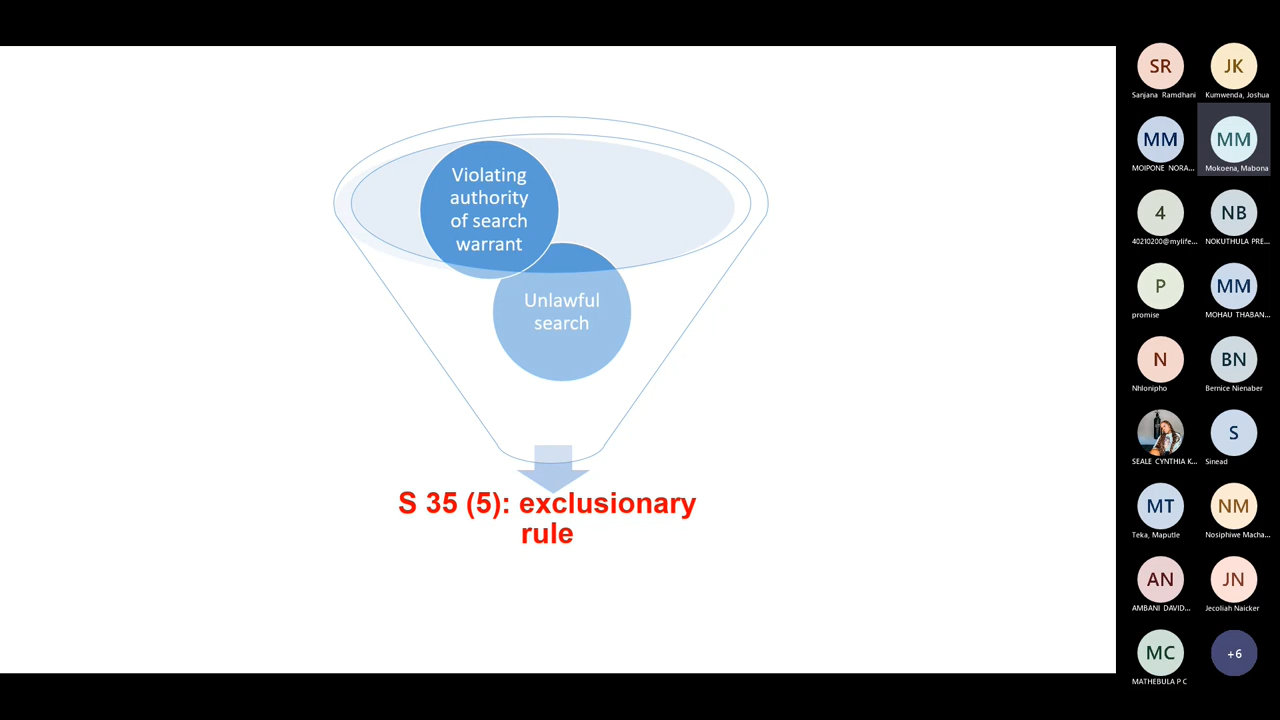 Violating
authority
of search
warrant
Unlawful
search
S 35 (5): exclusionary
rule
SR
JK
Sanjana Ramdhani
Kumwenda, Joshua
MM
MM
MOIPONE NORA...
Mokoena, Mabona
4
NB
40210200@mylife...
NOKUTHULA PRE...
P
MM
promise
MOHAU THABAN...
N
BN
Nhlonipho
Bernice Nienaber
S
SEALE CYNTHIA K...
Sinead
MT
NM
Teka, Maputle
Nosiphiwe Macha...
AN
JN
AMBANI DAVID...
Jecoliah Naicker
MC
+6
MATHEBULA P C